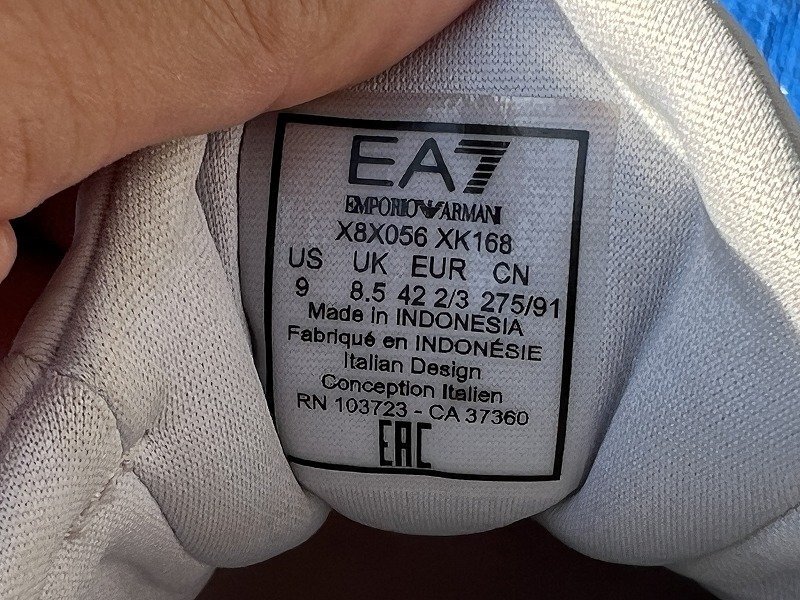 EA7
EMPORIO ARMANI
X8X056 XK168
US UK EUR CN
9 8.5 42 2/3 275/91
Made in INDONESIA
Fabriqué en INDONÉSIE
Italian Design
Conception Italien
RN 103723 - CA 37360
EAC